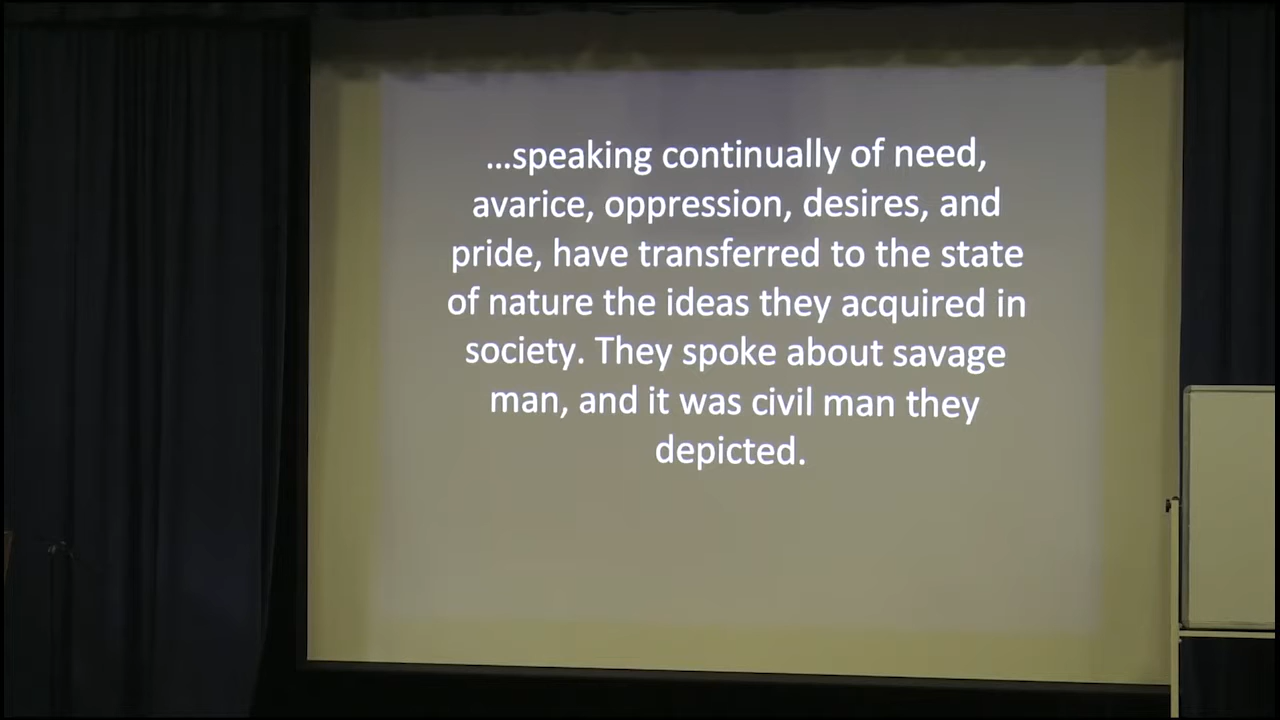 ...speaking continually of need,
avarice, oppression, desires, and
pride, have transferred to the state
of nature the ideas they acquired in
society. They spoke about savage
man, and it was civil man they
depicted.